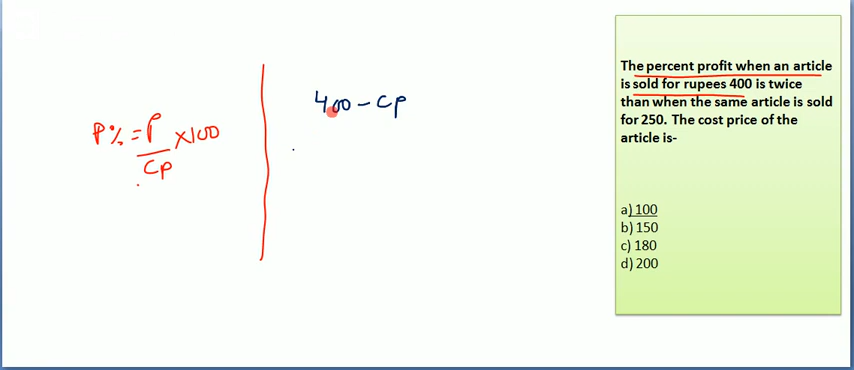 P% = P/CP ×100
400 - CP
The percent profit when an article
is sold for rupees 400 is twice
than when the same article is sold
for 250. The cost price of the
article is-
a) 100
b) 150
c) 180
d) 200